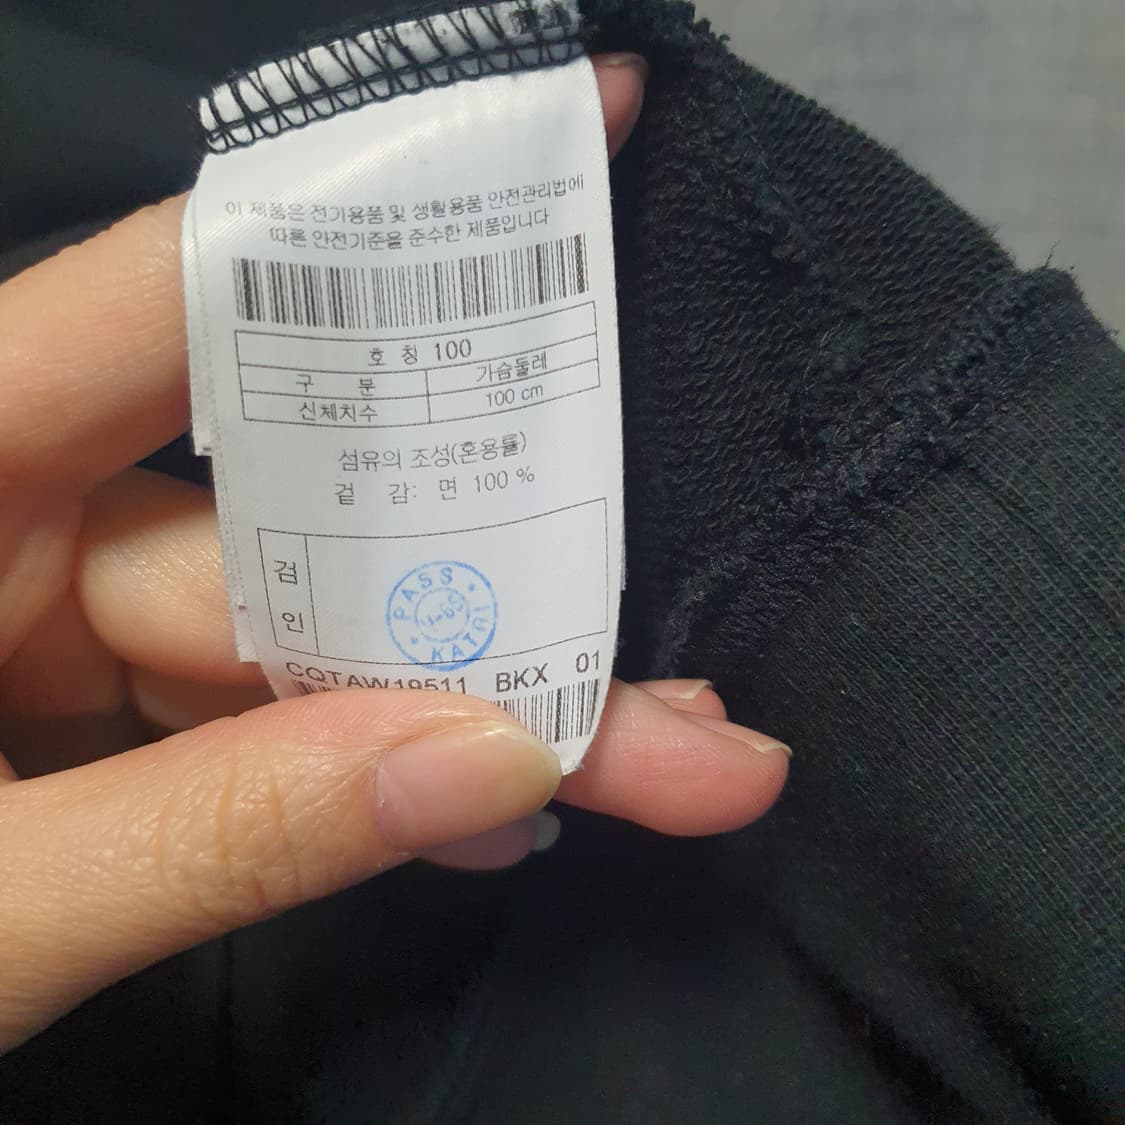 이 제품은 전기용품 및 생활용품 안전관리법에
따른 안전기준을 준수한 제품입니다
호 칭 100
구 분 가슴둘레
신체치수 100 cm
섬유의 조성(혼용률)
겉 감: 면 100 %
검
인
PASS
KATRI
CQTAW19511 BKX 01